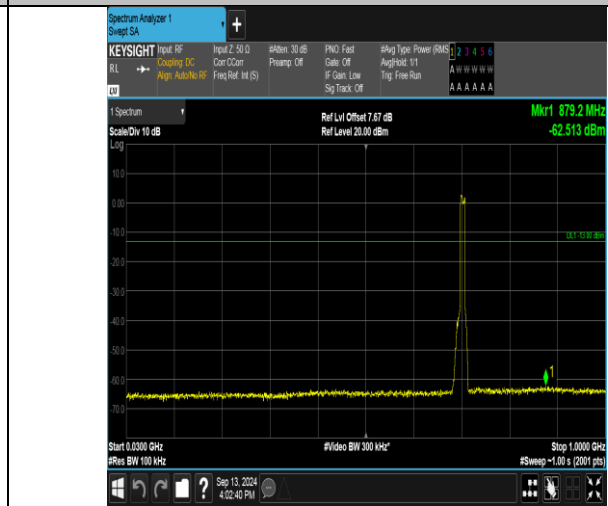 Spectrum Analyzer 1
Swept SA
+
KEYSIGHT
RL
Input: RF
Coupling: DC
Align: Auto/No RF
Input Z: 50 Ω
Corr CCorr
Freq Ref: Int (S)
#Atten: 30 dB
Preamp: Off
PNO: Fast
Gate: Off
IF Gain: Low
Sig Track: Off
#Avg Type: Power (RMS
Avg|Hold: 1/1
Trig: Free Run
1 2 3 4 5 6
A W W W W W
A A A A A A
1 Spectrum
Scale/Div 10 dB
Log
Ref Lvl Offset 7.67 dB
Ref Level 20.00 dBm
Mkr1 879.2 MHz
-62.513 dBm
10.0
0.00
-10.0
DL1 -13.00 dBm
-20.0
-30.0
-40.0
-50.0
-60.0
1
-70.0
Start 0.0300 GHz
#Res BW 100 kHz
#Video BW 300 kHz*
Stop 1.0000 GHz
#Sweep ~1.00 s (2001 pts)
?
Sep 13, 2024
4:02:40 PM